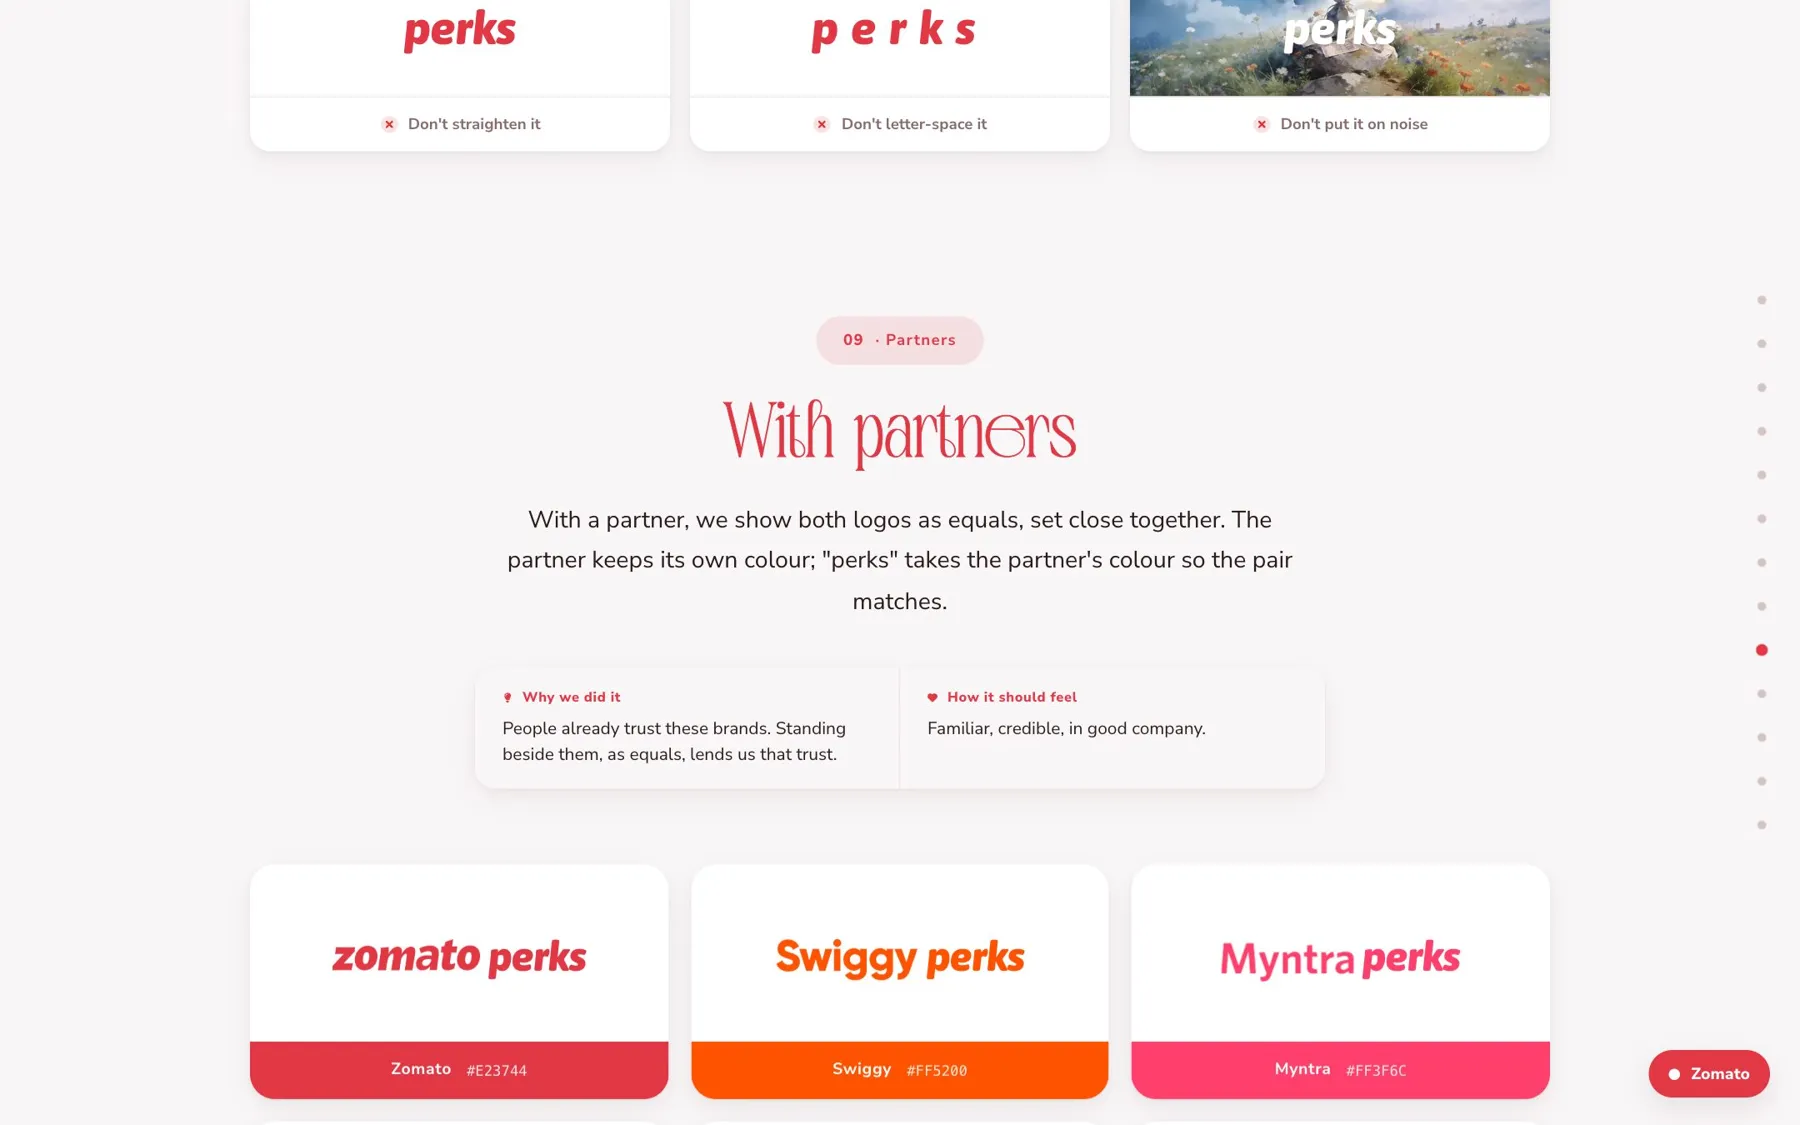 perks
perks
perks
Don't straighten it
Don't letter-space it
Don't put it on noise
09 · Partners
With partners
With a partner, we show both logos as equals, set close together. The
partner keeps its own colour; "perks" takes the partner's colour so the pair
matches.
Why we did it
People already trust these brands. Standing
beside them, as equals, lends us that trust.
How it should feel
Familiar, credible, in good company.
zomato perks
Swiggy perks
Myntra perks
Zomato #E23744
Swiggy #FF5200
Myntra #FF3F6C
Zomato